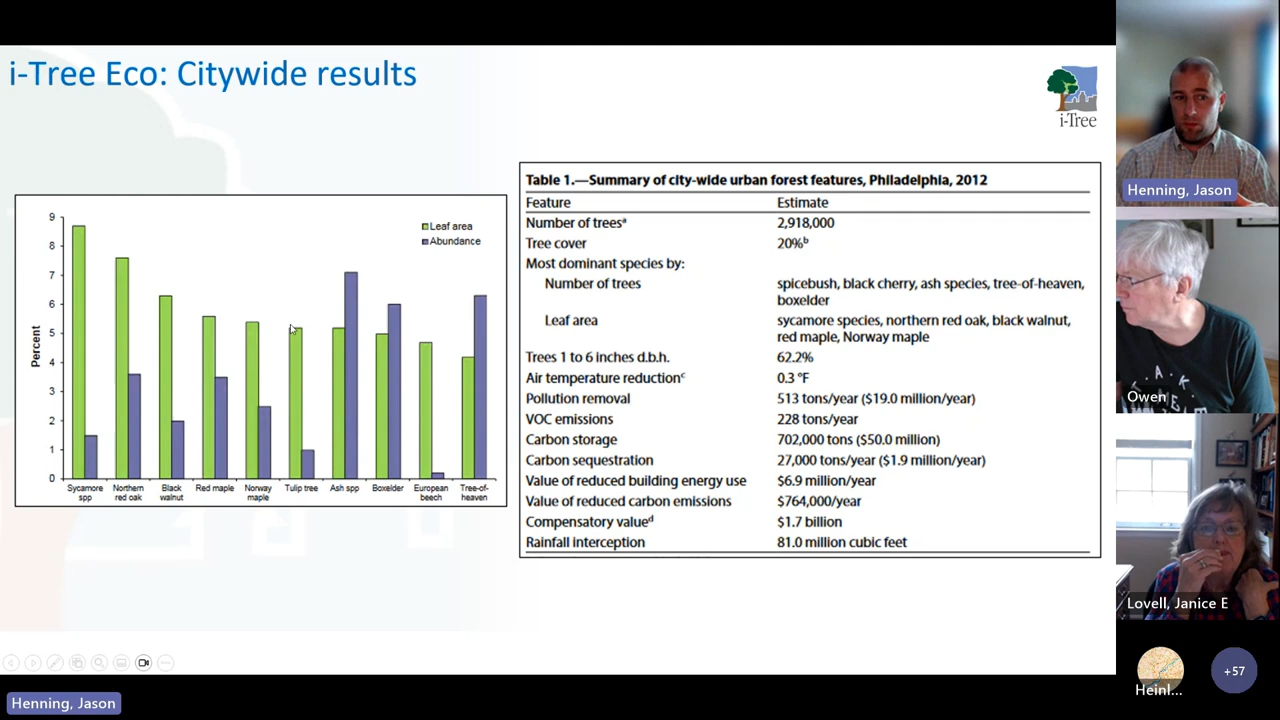 i-Tree Eco: Citywide results
i-Tree
9
8
7
6
5
4
3
2
1
0
Percent
Leaf area
Abundance
Sycamore spp
Northern red oak
Black walnut
Red maple
Norway maple
Tulip tree
Ash spp
Boxelder
European beech
Tree-of-heaven
Table 1.—Summary of city-wide urban forest features, Philadelphia, 2012
Feature Estimate
Number of treesᵃ 2,918,000
Tree cover 20%ᵇ
Most dominant species by:
Number of trees spicebush, black cherry, ash species, tree-of-heaven,
boxelder
Leaf area sycamore species, northern red oak, black walnut,
red maple, Norway maple
Trees 1 to 6 inches d.b.h. 62.2%
Air temperature reductionᶜ 0.3 °F
Pollution removal 513 tons/year ($19.0 million/year)
VOC emissions 228 tons/year
Carbon storage 702,000 tons ($50.0 million)
Carbon sequestration 27,000 tons/year ($1.9 million/year)
Value of reduced building energy use $6.9 million/year
Value of reduced carbon emissions $764,000/year
Compensatory valueᵈ $1.7 billion
Rainfall interception 81.0 million cubic feet
Henning, Jason
Owen
Lovell, Janice E
Heinl...
+57
Henning, Jason